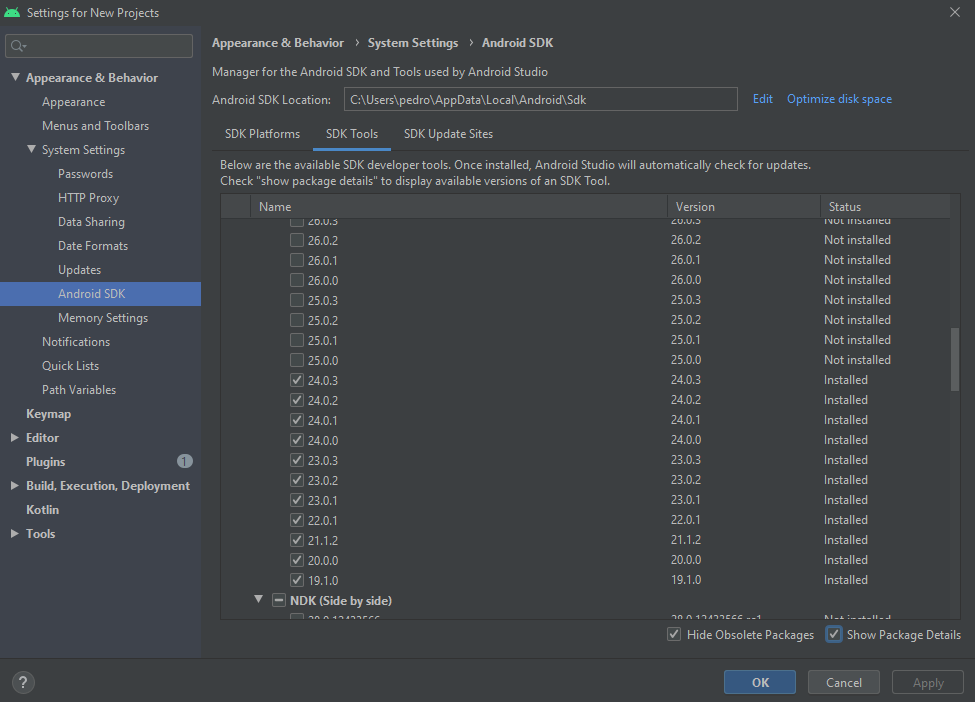 Settings for New Projects
Appearance & Behavior
Appearance
Menus and Toolbars
System Settings
Passwords
HTTP Proxy
Data Sharing
Date Formats
Updates
Android SDK
Memory Settings
Notifications
Quick Lists
Path Variables
Keymap
Editor
Plugins 1
Build, Execution, Deployment
Kotlin
Tools
Appearance & Behavior › System Settings › Android SDK
Manager for the Android SDK and Tools used by Android Studio
Android SDK Location: C:\Users\pedro\AppData\Local\Android\Sdk Edit Optimize disk space
SDK Platforms SDK Tools SDK Update Sites
Below are the available SDK developer tools. Once installed, Android Studio will automatically check for updates.
Check "show package details" to display available versions of an SDK Tool.
Name Version Status
26.0.3 26.0.3 Not installed
26.0.2 26.0.2 Not installed
26.0.1 26.0.1 Not installed
26.0.0 26.0.0 Not installed
25.0.3 25.0.3 Not installed
25.0.2 25.0.2 Not installed
25.0.1 25.0.1 Not installed
25.0.0 25.0.0 Not installed
24.0.3 24.0.3 Installed
24.0.2 24.0.2 Installed
24.0.1 24.0.1 Installed
24.0.0 24.0.0 Installed
23.0.3 23.0.3 Installed
23.0.2 23.0.2 Installed
23.0.1 23.0.1 Installed
22.0.1 22.0.1 Installed
21.1.2 21.1.2 Installed
20.0.0 20.0.0 Installed
19.1.0 19.1.0 Installed
NDK (Side by side)
28.0.12433566 28.0.12433566 rc1 Not installed
Hide Obsolete Packages Show Package Details
? OK Cancel Apply